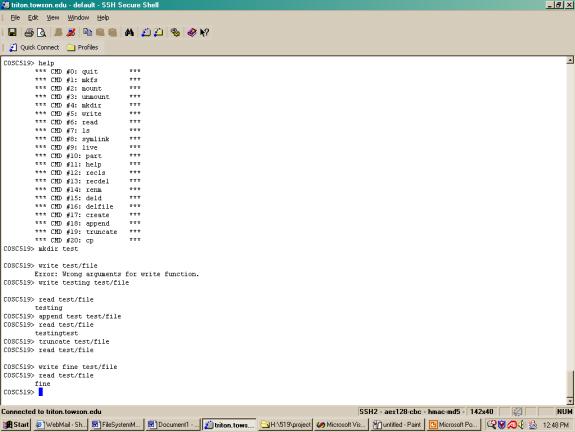 triton.towson.edu - default - SSH Secure Shell
File Edit View Window Help
Quick Connect Profiles
COSC519> help
*** CMD #0: quit ***
*** CMD #1: mkfs ***
*** CMD #2: mount ***
*** CMD #3: unmount ***
*** CMD #4: mkdir ***
*** CMD #5: write ***
*** CMD #6: read ***
*** CMD #7: ls ***
*** CMD #8: symlink ***
*** CMD #9: live ***
*** CMD #10: part ***
*** CMD #11: help ***
*** CMD #12: recls ***
*** CMD #13: recdel ***
*** CMD #14: renm ***
*** CMD #15: deld ***
*** CMD #16: delfile ***
*** CMD #17: create ***
*** CMD #18: append ***
*** CMD #19: truncate ***
*** CMD #20: cp ***
COSC519> mkdir test
COSC519> write test/file
Error: Wrong arguments for write function.
COSC519> write testing test/file
COSC519> read test/file
testing
COSC519> append test test/file
COSC519> read test/file
testingtest
COSC519> truncate test/file
COSC519> read test/file
COSC519> write fine test/file
COSC519> read test/file
fine
COSC519>
Connected to triton.towson.edu SSH2 - aes128-cbc - hmac-md5 - 142x40 NUM
Start WebMail - Sh... FileSystemM... Document1 - ... triton.tows... H:\519\project Microsoft Vis... untitled - Paint Microsoft Po... 12:48 PM